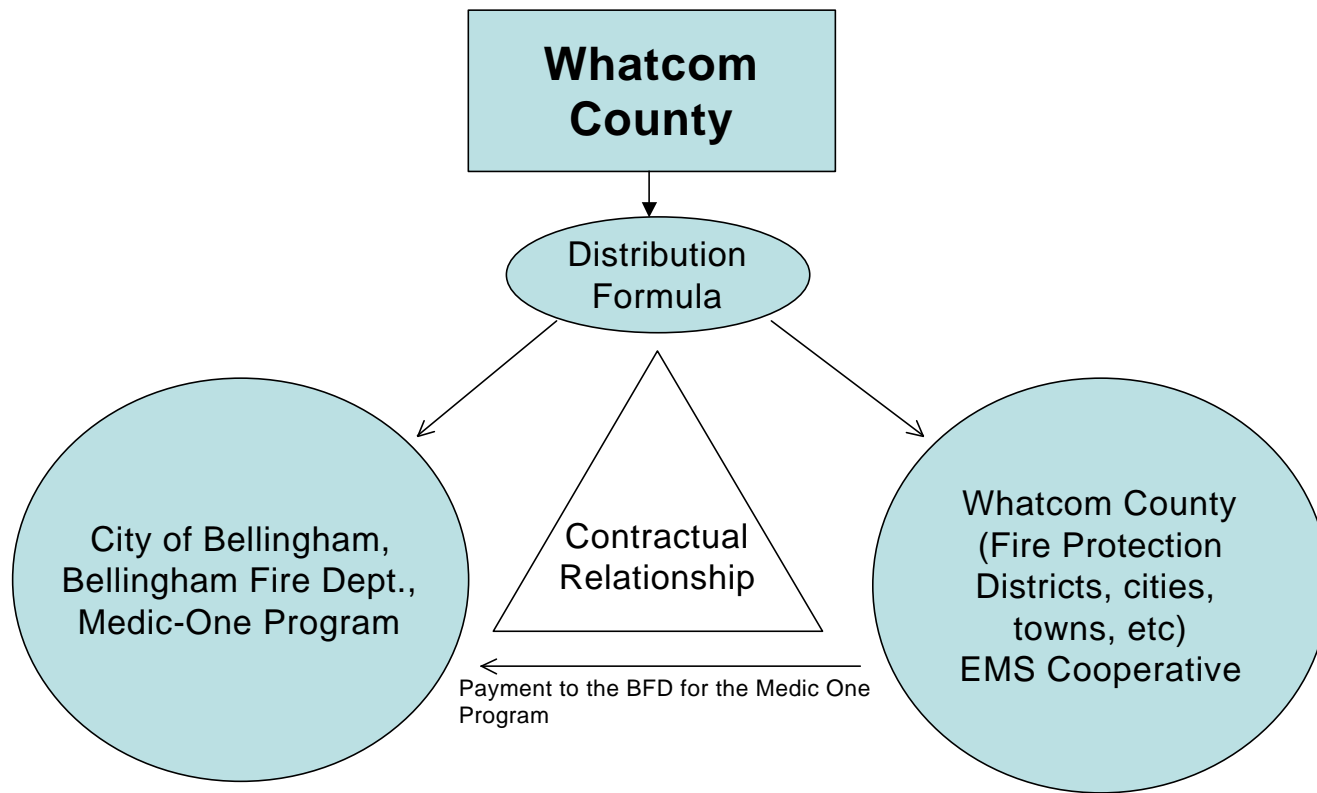 Whatcom
County
Distribution
Formula
City of Bellingham,
Bellingham Fire Dept.,
Medic-One Program
Contractual
Relationship
Whatcom County
(Fire Protection
Districts, cities,
towns, etc)
EMS Cooperative
Payment to the BFD for the Medic One
Program